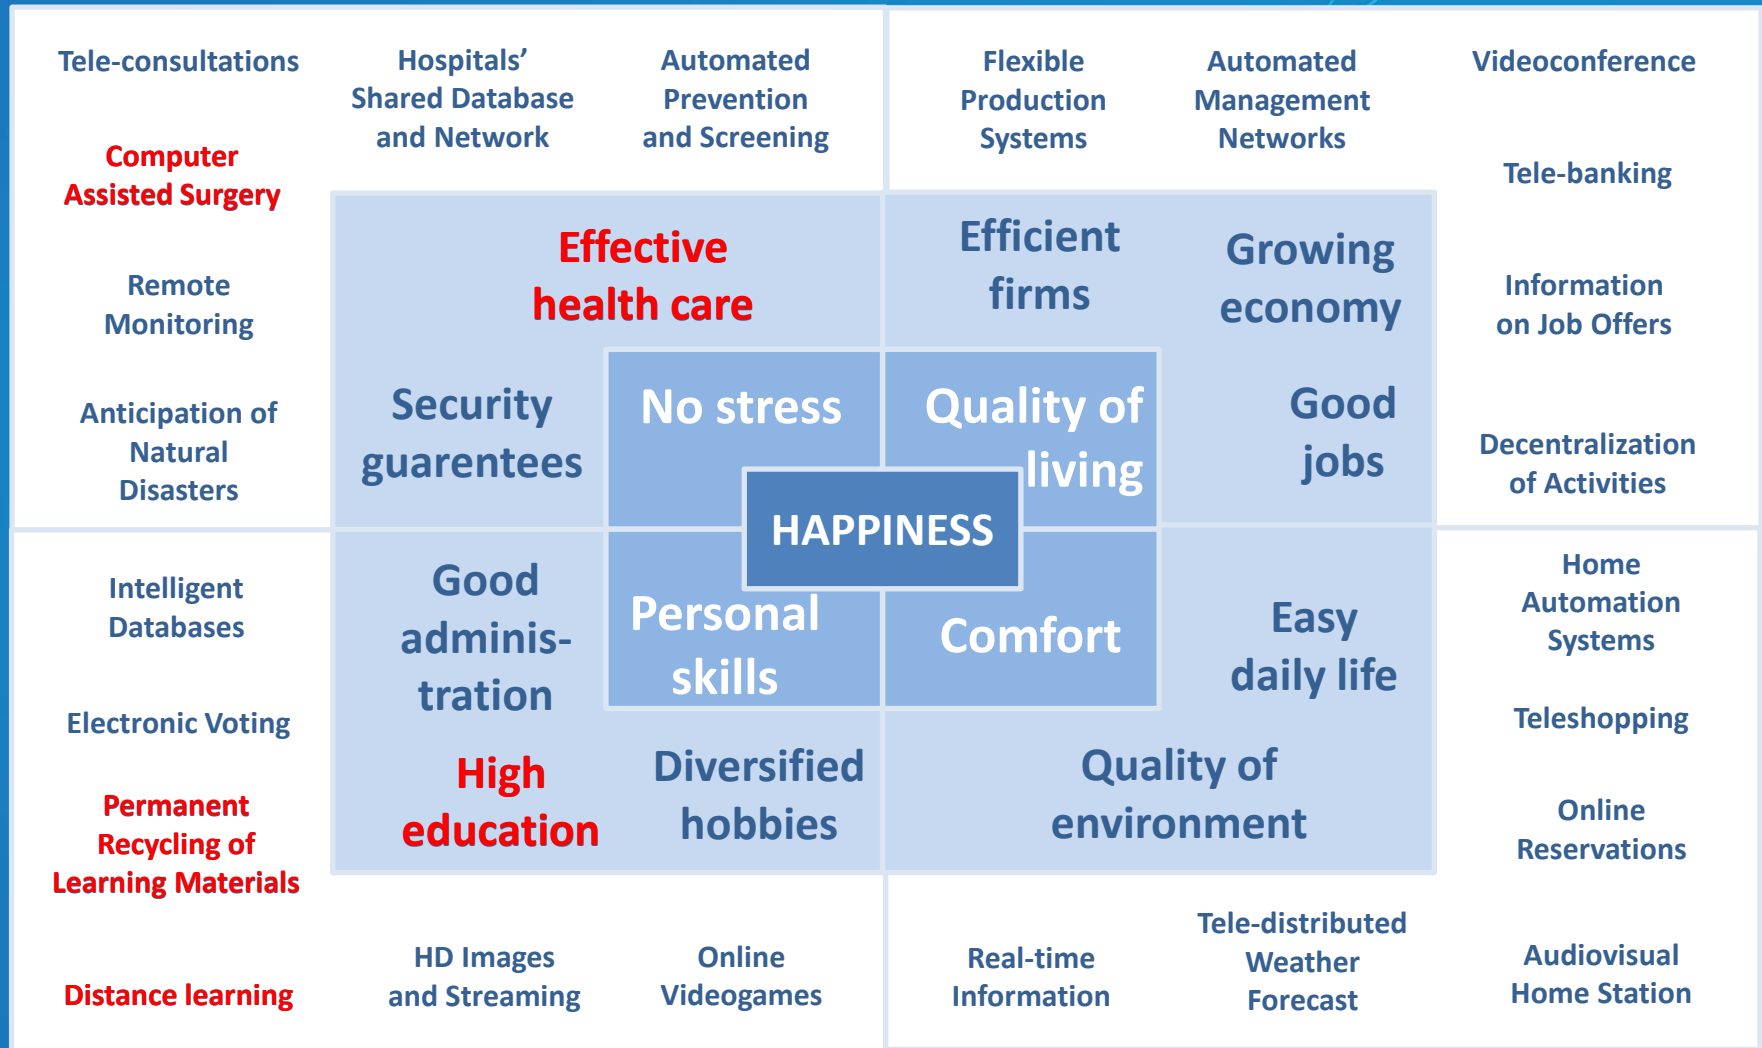 Tele-consultations
Hospitals’
Shared Database
and Network
Automated
Prevention
and Screening
Flexible
Production
Systems
Automated
Management
Networks
Videoconference
Computer
Assisted Surgery
Tele-banking
Effective
health care
Efficient
firms
Growing
economy
Remote
Monitoring
Information
on Job Offers
Security
guarentees
No stress
Quality of
living
Good
jobs
Anticipation of
Natural
Disasters
Decentralization
of Activities
HAPPINESS
Intelligent
Databases
Good
adminis-
tration
Personal
skills
Comfort
Easy
daily life
Home
Automation
Systems
Electronic Voting
Teleshopping
High
education
Diversified
hobbies
Quality of
environment
Permanent
Recycling of
Learning Materials
Online
Reservations
Distance learning
HD Images
and Streaming
Online
Videogames
Real-time
Information
Tele-distributed
Weather
Forecast
Audiovisual
Home Station